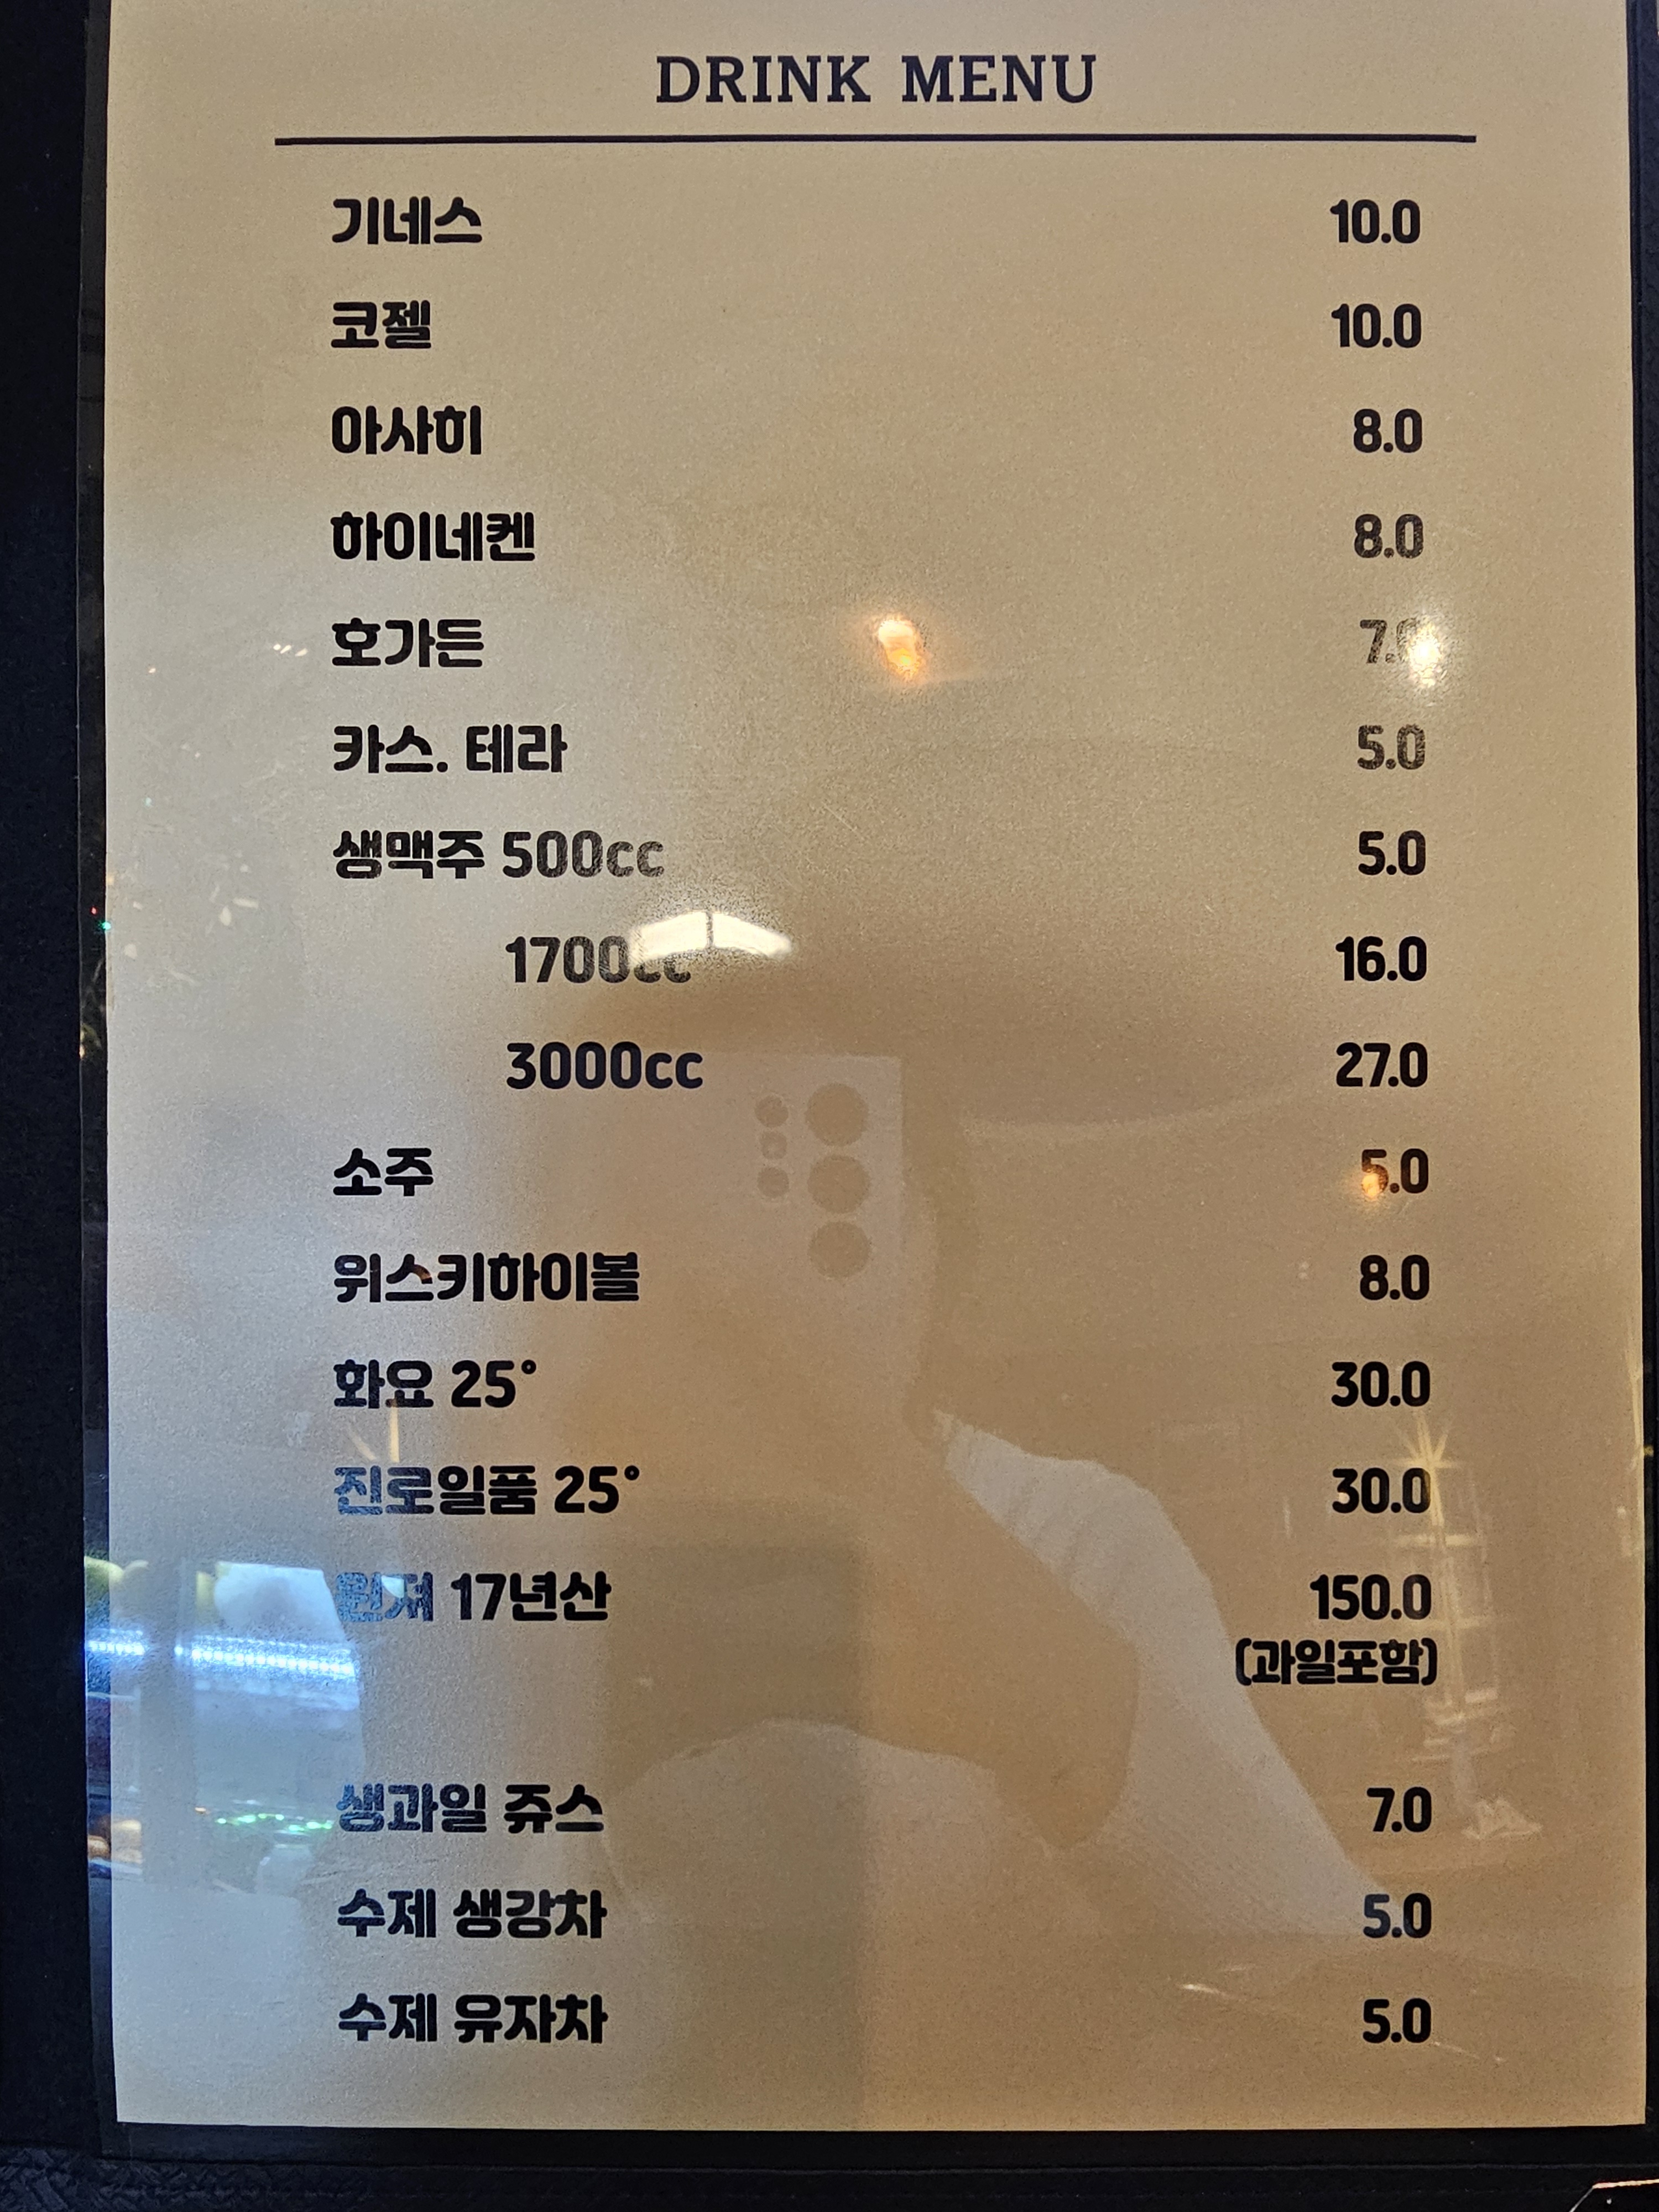 DRINK MENU
기네스 10.0
코젤 10.0
아사히 8.0
하이네켄 8.0
호가든 7.0
카스. 테라 5.0
생맥주 500cc 5.0
1700cc 16.0
3000cc 27.0
소주 5.0
위스키하이볼 8.0
화요 25° 30.0
진로일품 25° 30.0
윈져 17년산 150.0
(과일포함)
생과일 쥬스 7.0
수제 생강차 5.0
수제 유자차 5.0